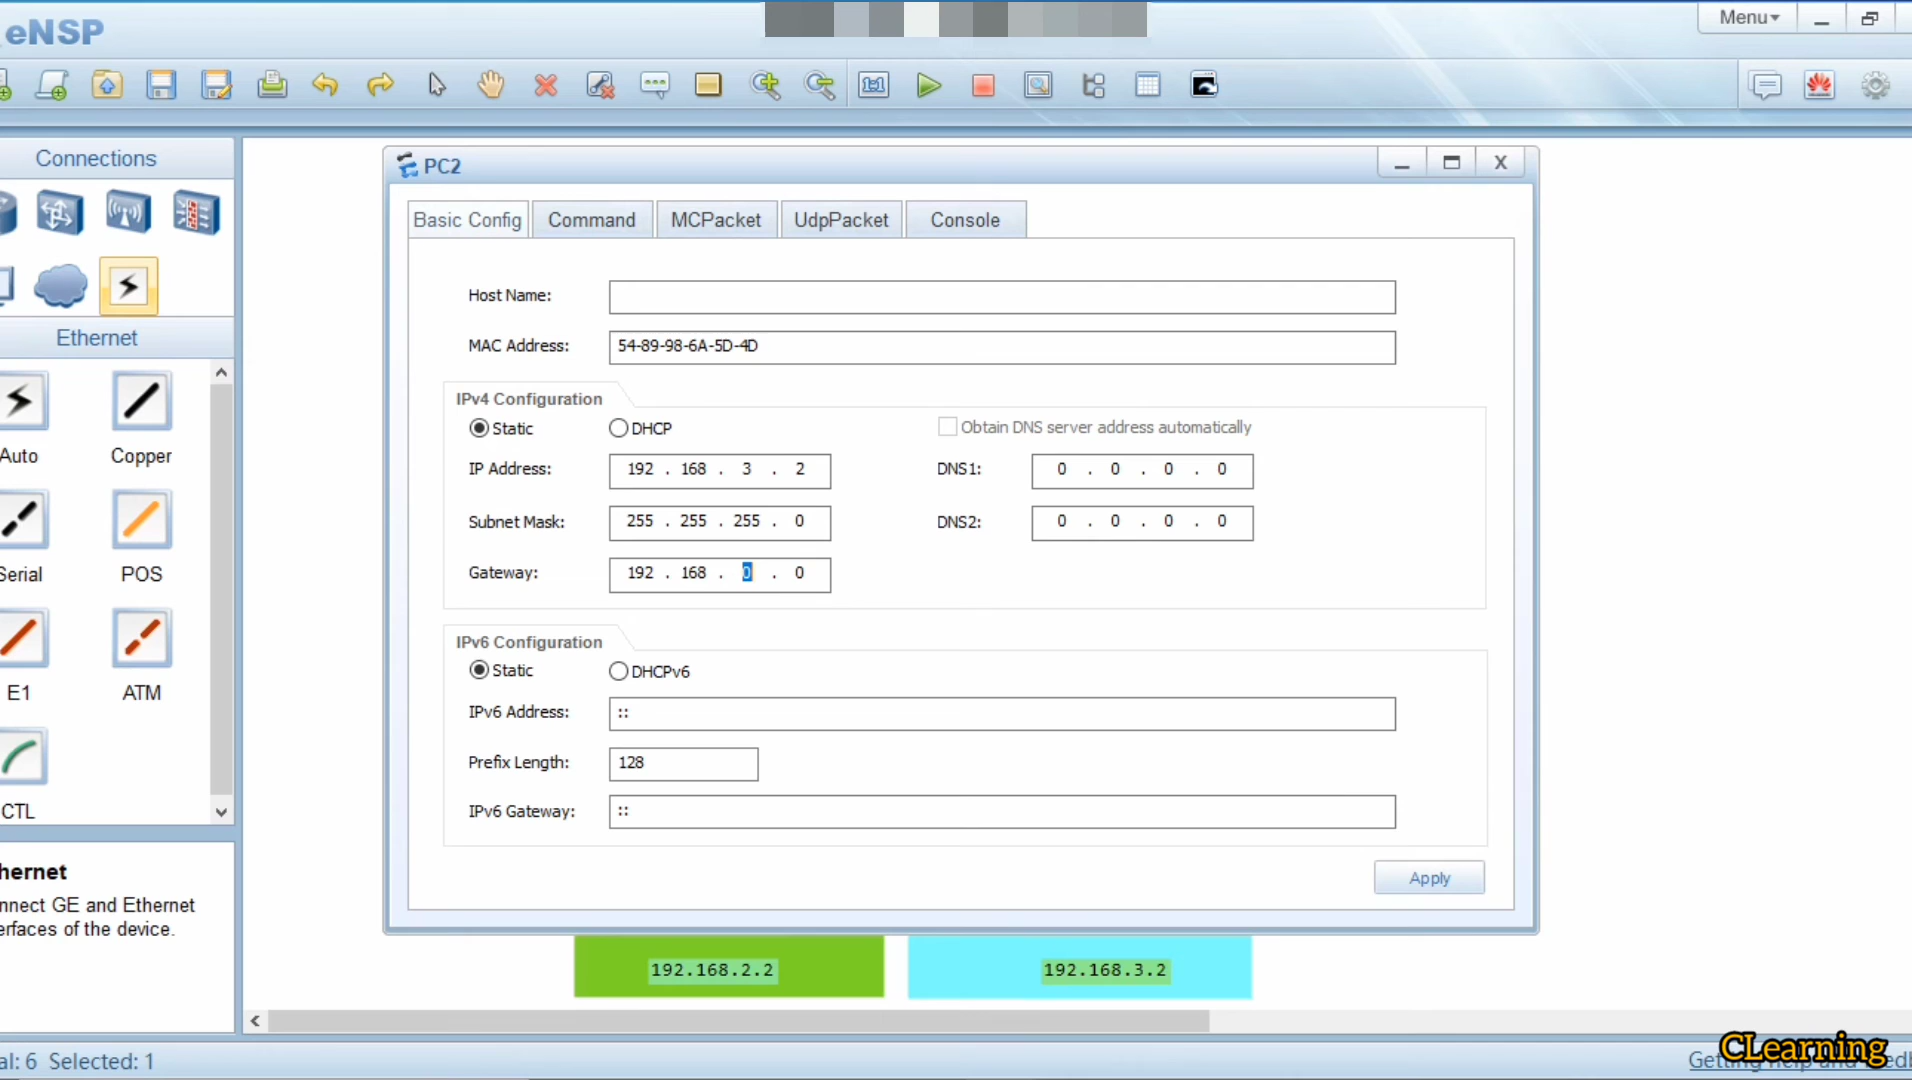 eNSP
Menu
1:1
Connections
Ethernet
Auto
Copper
Serial
POS
E1
ATM
CTL
hernet
nnect GE and Ethernet
erfaces of the device.
PC2
X
Basic Config
Command
MCPacket
UdpPacket
Console
Host Name:
MAC Address: 54-89-98-6A-5D-4D
IPv4 Configuration
Static
DHCP
Obtain DNS server address automatically
IP Address: 192 . 168 . 3 . 2
DNS1: 0 . 0 . 0 . 0
Subnet Mask: 255 . 255 . 255 . 0
DNS2: 0 . 0 . 0 . 0
Gateway: 192 . 168 . 0 . 0
IPv6 Configuration
Static
DHCPv6
IPv6 Address: ::
Prefix Length: 128
IPv6 Gateway: ::
Apply
192.168.2.2
192.168.3.2
al: 6 Selected: 1
CLearning